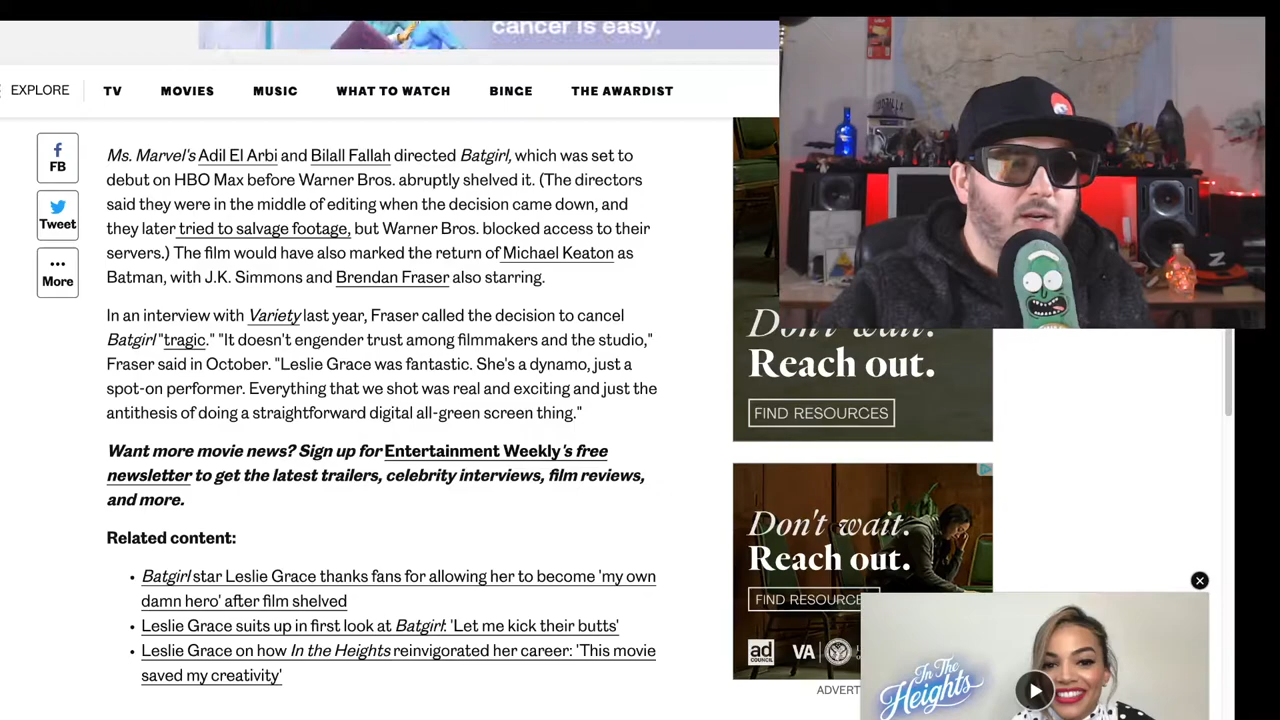 cancer is easy.
EXPLORE
TV
MOVIES
MUSIC
WHAT TO WATCH
BINGE
THE AWARDIST
FB
Tweet
More
Ms. Marvel's Adil El Arbi and Bilall Fallah directed Batgirl, which was set to
debut on HBO Max before Warner Bros. abruptly shelved it. (The directors
said they were in the middle of editing when the decision came down, and
they later tried to salvage footage, but Warner Bros. blocked access to their
servers.) The film would have also marked the return of Michael Keaton as
Batman, with J.K. Simmons and Brendan Fraser also starring.
In an interview with Variety last year, Fraser called the decision to cancel
Batgirl "tragic." "It doesn't engender trust among filmmakers and the studio,"
Fraser said in October. "Leslie Grace was fantastic. She's a dynamo, just a
spot-on performer. Everything that we shot was real and exciting and just the
antithesis of doing a straightforward digital all-green screen thing."
Want more movie news? Sign up for Entertainment Weekly's free
newsletter to get the latest trailers, celebrity interviews, film reviews,
and more.
Related content:
• Batgirl star Leslie Grace thanks fans for allowing her to become 'my own
damn hero' after film shelved
• Leslie Grace suits up in first look at Batgirl: 'Let me kick their butts'
• Leslie Grace on how In the Heights reinvigorated her career: 'This movie
saved my creativity'
Don't wait.
Reach out.
FIND RESOURCES
Don't wait.
Reach out.
FIND RESOURCE
ad
COUNCIL
VA
ADVERT
In The
Heights